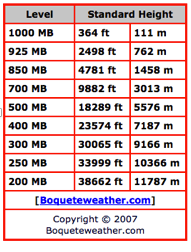 Level Standard Height
1000 MB 364 ft 111 m
925 MB 2498 ft 762 m
850 MB 4781 ft 1458 m
700 MB 9882 ft 3013 m
500 MB 18289 ft 5576 m
400 MB 23574 ft 7187 m
300 MB 30065 ft 9166 m
250 MB 33999 ft 10366 m
200 MB 38662 ft 11787 m
[Boqueteweather.com]
Copyright © 2007
Boqueteweather.com